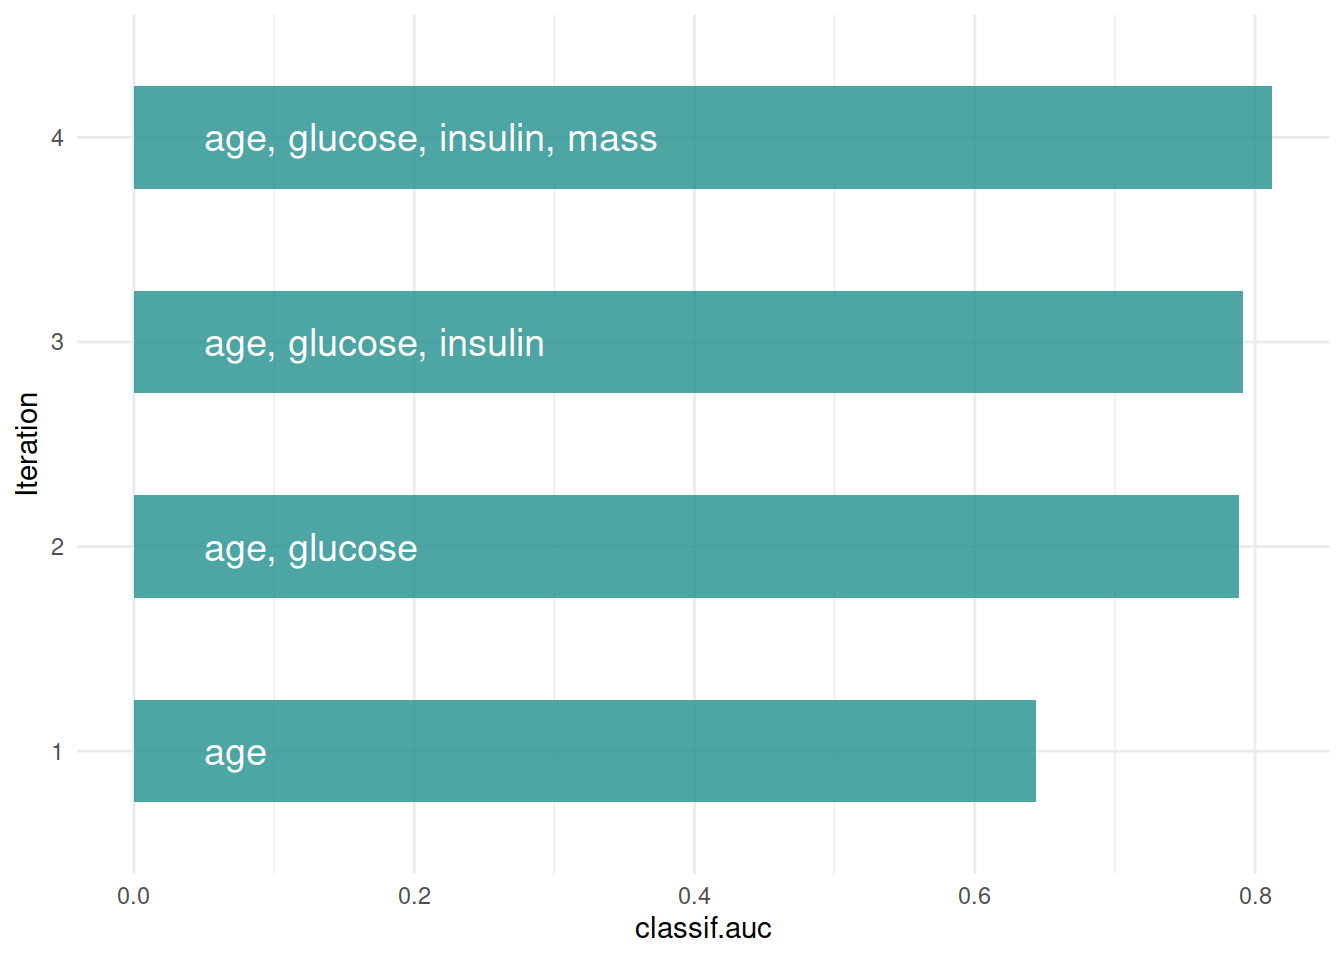 4
age, glucose, insulin, mass
3
age, glucose, insulin
Iteration
2
age, glucose
1
age
0.0 0.2 0.4 0.6 0.8
classif.auc